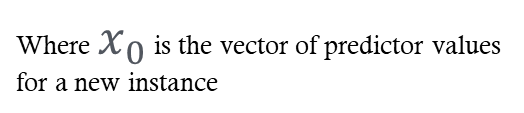 Where x₀ is the vector of predictor values
for a new instance